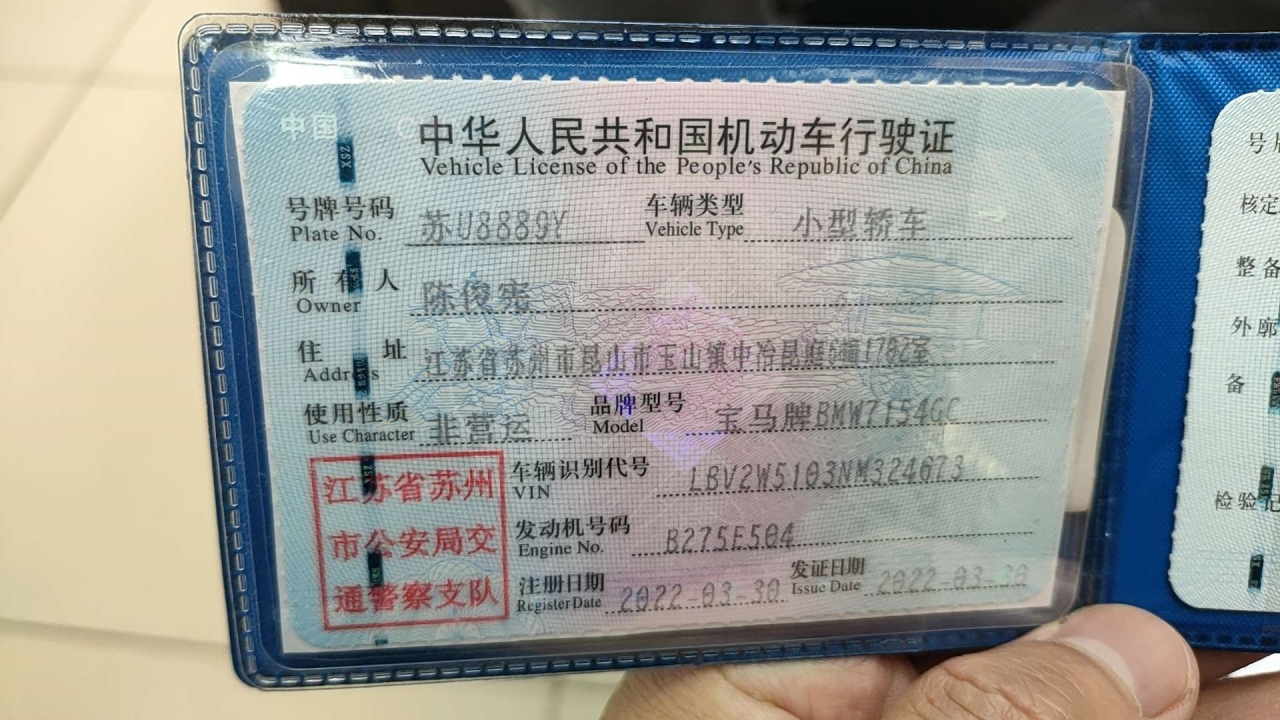 中国
中华人民共和国机动车行驶证
Vehicle License of the People's Republic of China
号牌号码 苏U8889Y 车辆类型 小型轿车
Plate No. Vehicle Type
所有人 陈俊宪
Owner
住址 江苏省苏州市昆山市玉山镇中冶昆庭6幢1702室
Address
使用性质 非营运 品牌型号 宝马牌BMW7154GC
Use Character Model
江苏省苏州
市公安局交
通警察支队
车辆识别代号 LBV2W5103NM324673
VIN
发动机号码 B275E504
Engine No.
注册日期 2022-03-30 发证日期 2022-03-30
Register Date Issue Date
XSZ
号
核定
整备
外廓
备
检验记